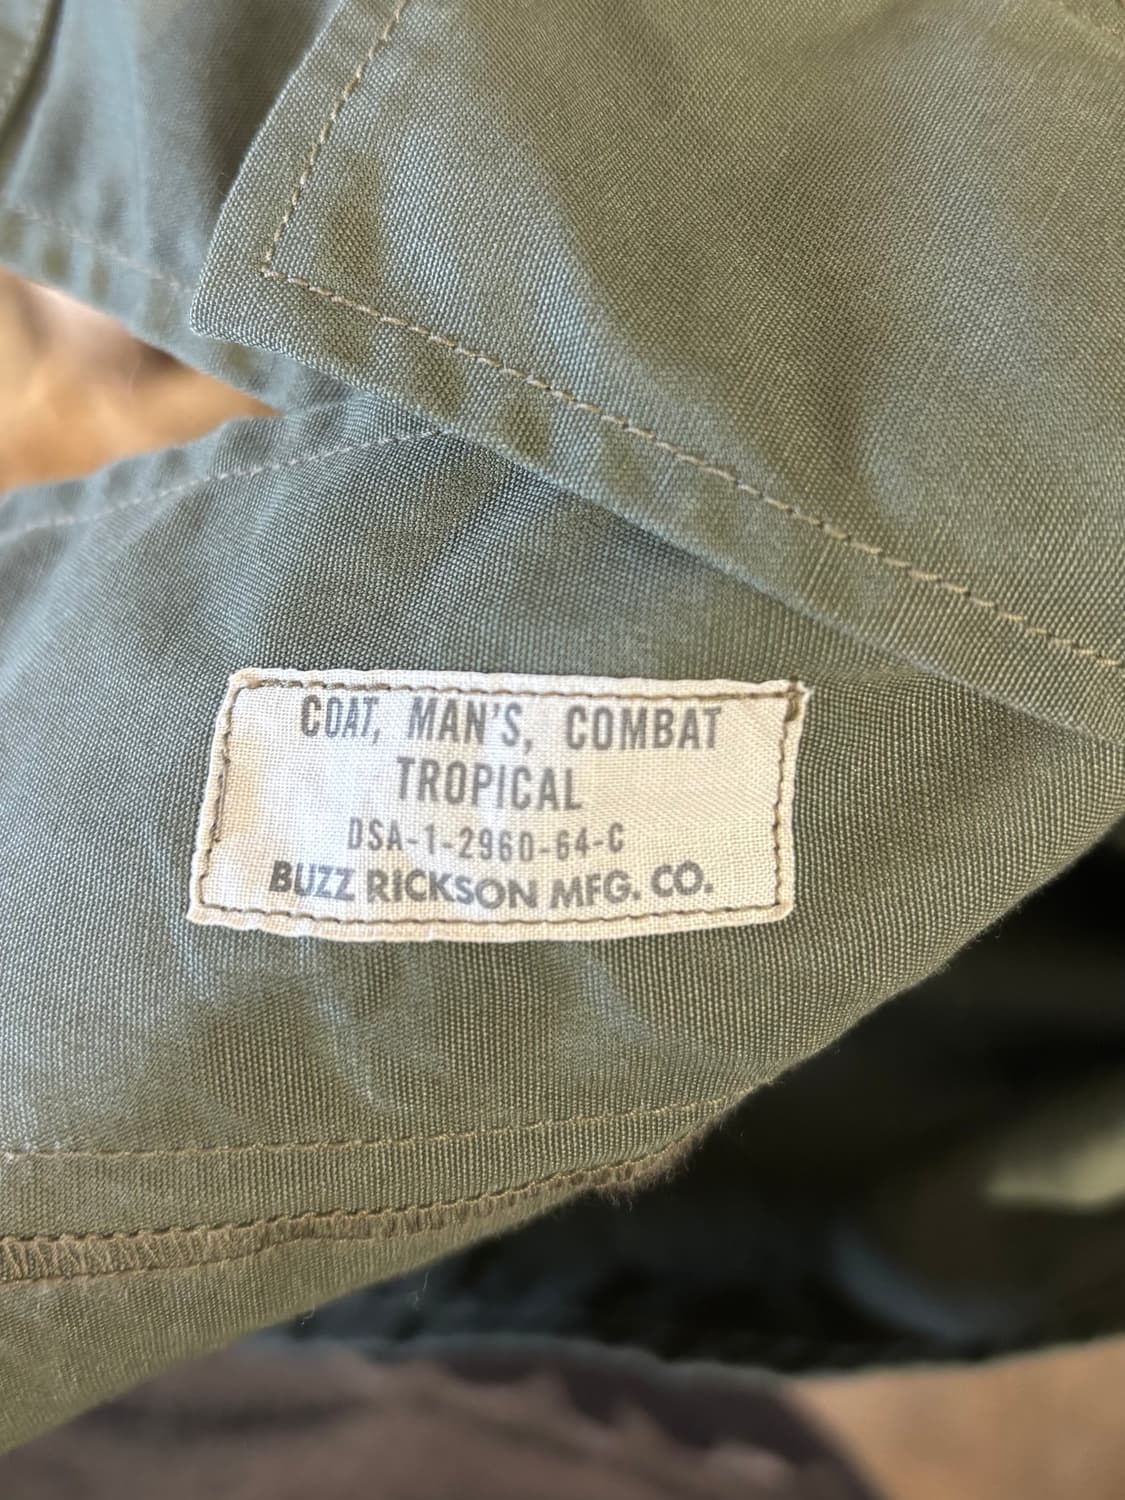 COAT, MAN'S, COMBAT
TROPICAL
DSA-1-2960-64-C
BUZZ RICKSON MFG. CO.